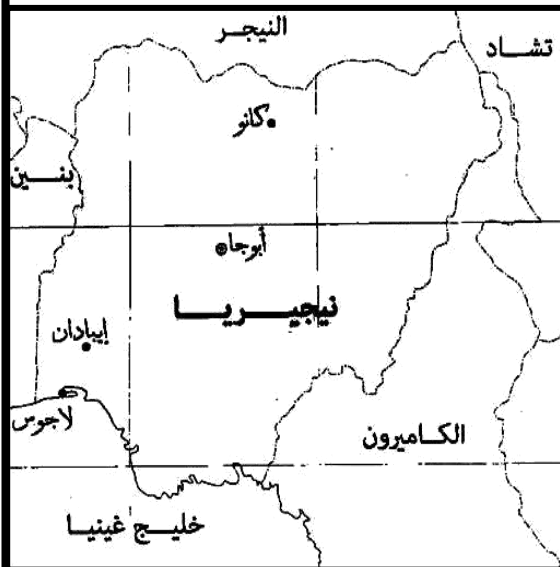 النيجر
تشاد
كانو
بنين
أبوجا
نيجيريا
إيبادان
لاجوس
الكاميرون
خليج غينيا